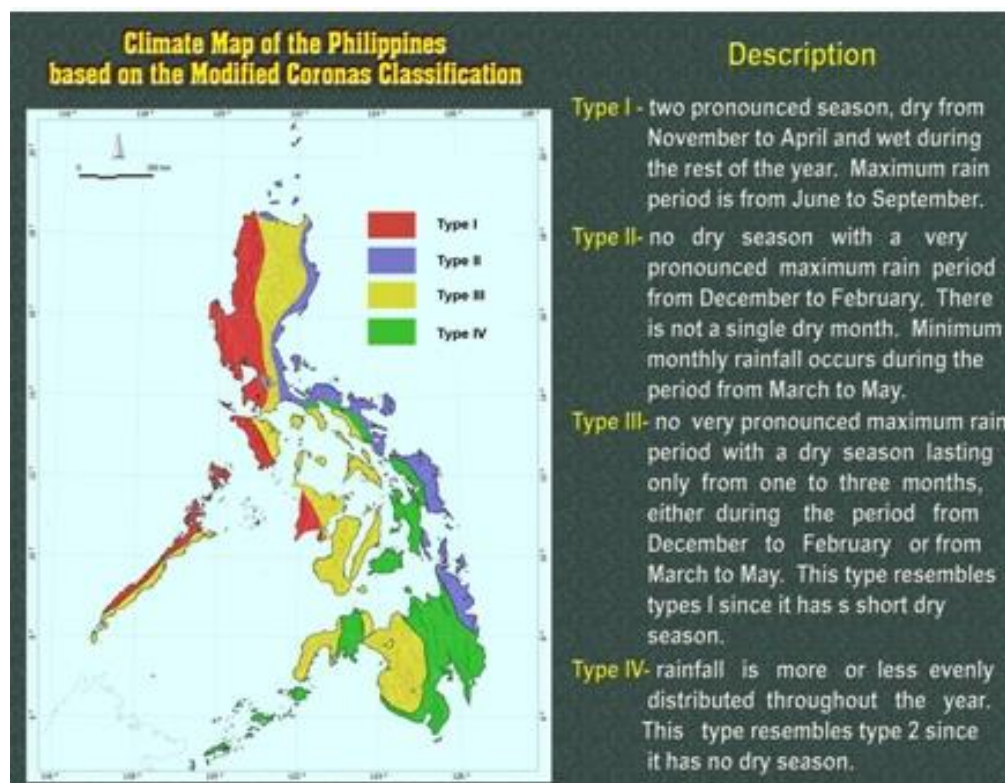 Climate Map of the Philippines
based on the Modified Coronas Classification
Type I
Type II
Type III
Type IV
Description
Type I - two pronounced season, dry from
November to April and wet during
the rest of the year. Maximum rain
period is from June to September.
Type II- no dry season with a very
pronounced maximum rain period
from December to February. There
is not a single dry month. Minimum
monthly rainfall occurs during the
period from March to May.
Type III- no very pronounced maximum rain
period with a dry season lasting
only from one to three months,
either during the period from
December to February or from
March to May. This type resembles
types I since it has s short dry
season.
Type IV- rainfall is more or less evenly
distributed throughout the year.
This type resembles type 2 since
it has no dry season.